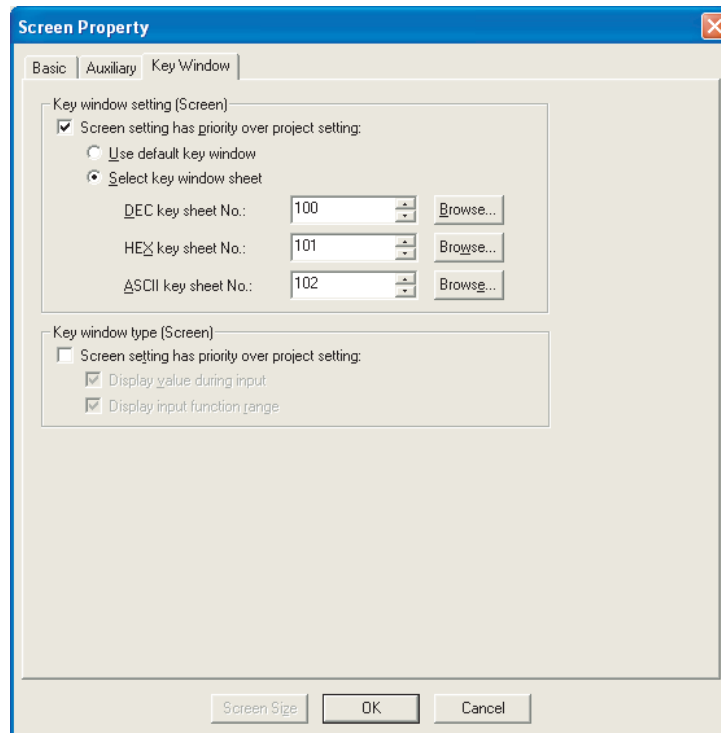 Screen Property
Basic Auxiliary Key Window
Key window setting (Screen)
Screen setting has priority over project setting:
Use default key window
Select key window sheet
DEC key sheet No.: 100 Browse...
HEX key sheet No.: 101 Browse...
ASCII key sheet No.: 102 Browse...
Key window type (Screen)
Screen setting has priority over project setting:
Display value during input
Display input function range
Screen Size OK Cancel